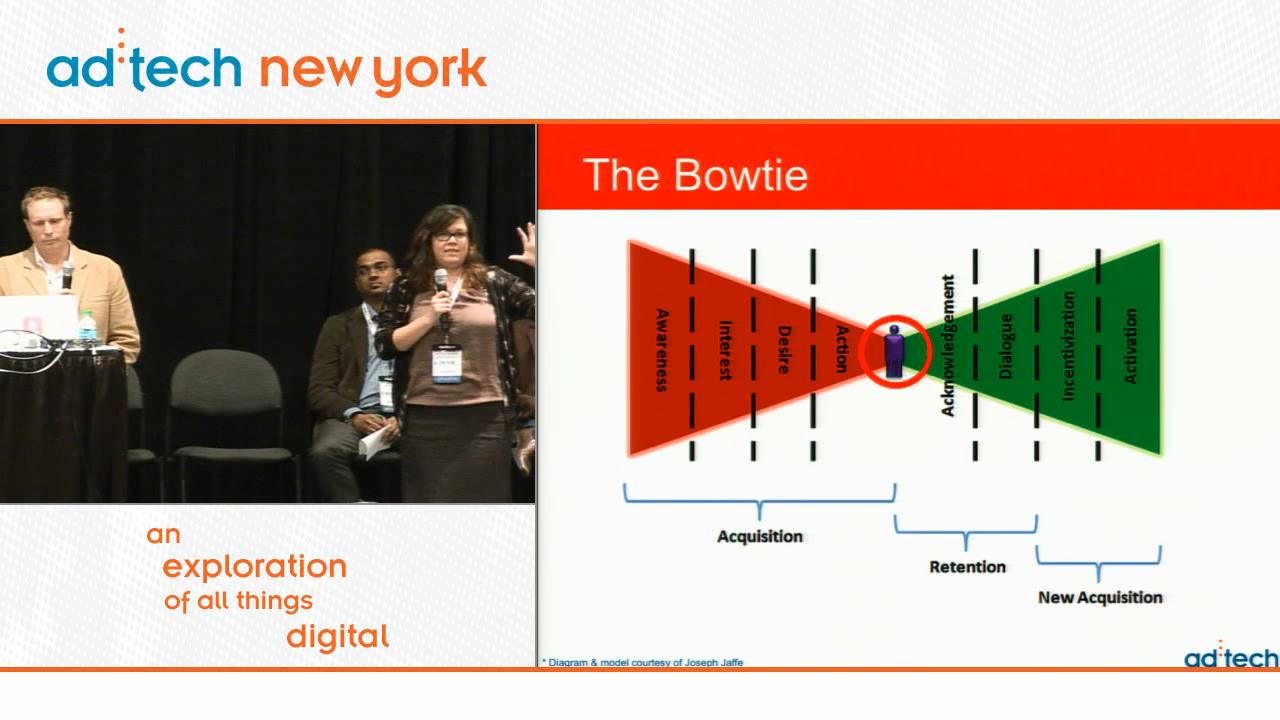 ad:tech new york
The Bowtie
Awareness
Interest
Desire
Action
Acknowledgement
Dialogue
Incentivization
Activation
Acquisition
Retention
New Acquisition
* Diagram & model courtesy of Joseph Jaffe
ad:tech
an
exploration
of all things
digital